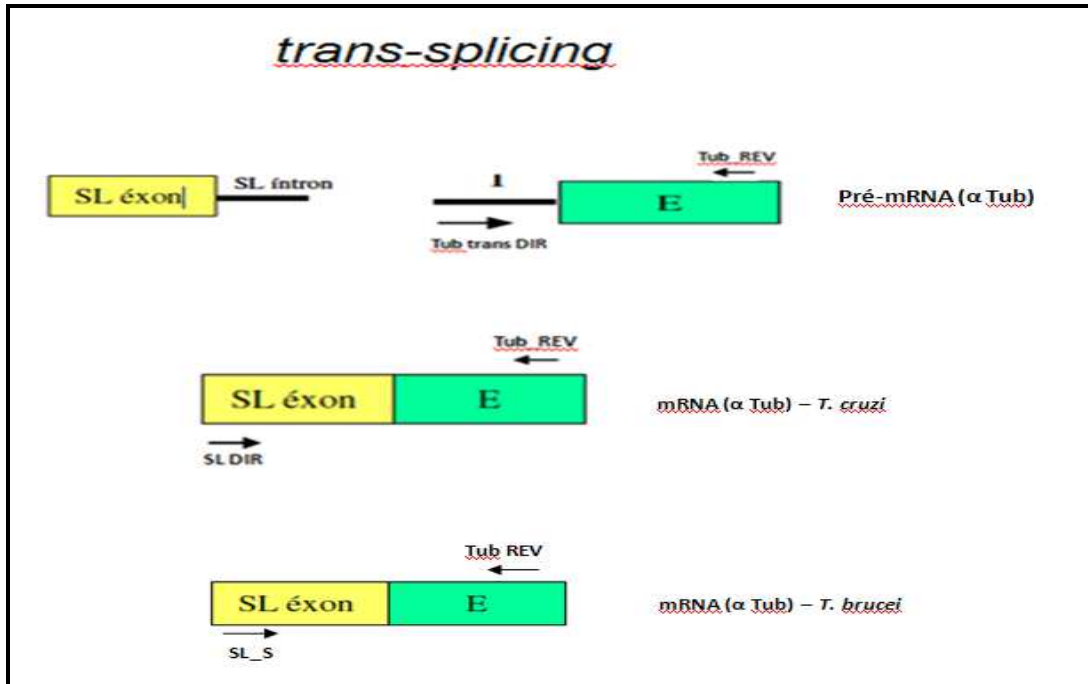 trans-splicing
SL éxon
SL íntron
I
Tub_REV
E
Pré-mRNA (α Tub)
Tub trans DIR
Tub_REV
SL éxon
E
mRNA (α Tub) – T. cruzi
SL DIR
Tub REV
SL éxon
E
mRNA (α Tub) – T. brucei
SL_S